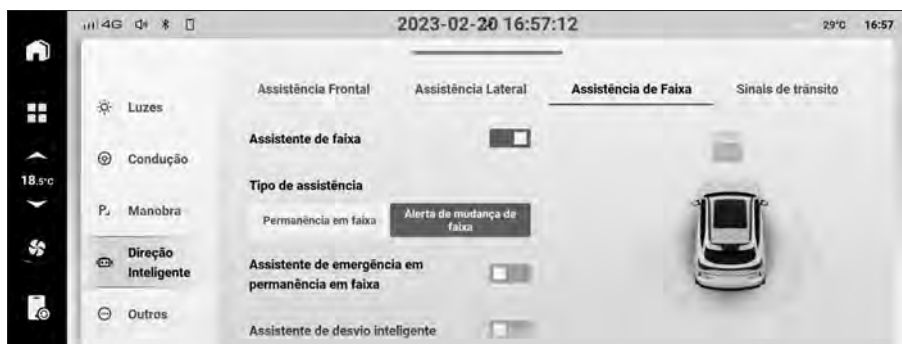 4G 2023-02-20 16:57:12 29°C 16:57
Assistência Frontal Assistência Lateral Assistência de Faixa Sinais de trânsito
Luzes
Assistente de faixa
Condução
18.5°C
Tipo de assistência
Manobra
Permanência em faixa
Alerta de mudança de
faixa
Direção
Inteligente
Assistente de emergência em
permanência em faixa
Outros
Assistente de desvio inteligente